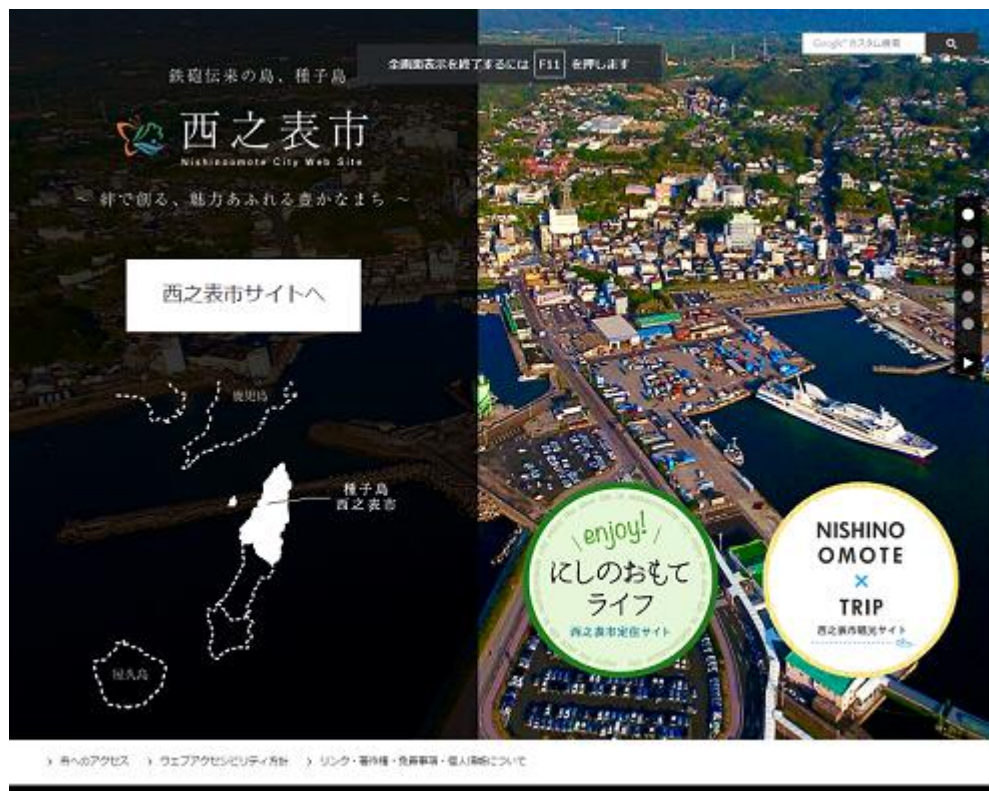 鉄砲伝来の島、種子島
西之表市
Nishinoomote City Web Site
～ 絆で創る、魅力あふれる豊かなまち ～
西之表市サイトへ
全画面表示を終了するには F11 を押します
Google カスタム検索
鹿児島
種子島
西之表市
屋久島
enjoy!
にしのおもて
ライフ
西之表市定住サイト
NISHINO
OMOTE
×
TRIP
西之表市観光サイト
市へのアクセス
ウェブアクセシビリティ方針
リンク・著作権・免責事項・個人情報について